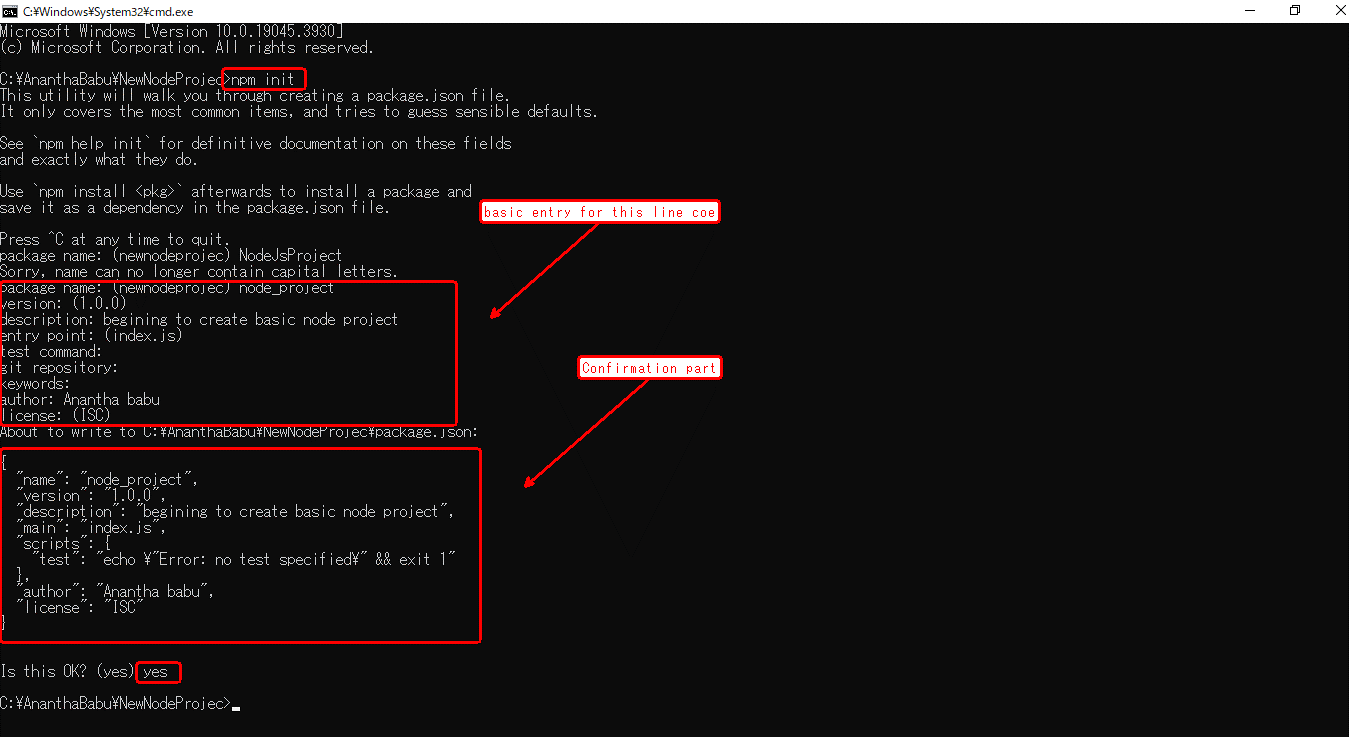 C:¥Windows¥System32¥cmd.exe
Microsoft Windows [Version 10.0.19045.3930]
(c) Microsoft Corporation. All rights reserved.
C:¥AnanthaBabu¥NewNodeProjec>npm init
This utility will walk you through creating a package.json file.
It only covers the most common items, and tries to guess sensible defaults.
See `npm help init` for definitive documentation on these fields
and exactly what they do.
Use `npm install <pkg>` afterwards to install a package and
save it as a dependency in the package.json file.
basic entry for this line coe
Press ^C at any time to quit.
package name: (newnodeprojec) NodeJsProject
Sorry, name can no longer contain capital letters.
package name: (newnodeprojec) node_project
version: (1.0.0)
description: begining to create basic node project
entry point: (index.js)
test command:
git repository:
Confirmation part
keywords:
author: Anantha babu
license: (ISC)
About to write to C:¥AnanthaBabu¥NewNodeProjec¥package.json:
{
"name": "node_project",
"version": "1.0.0",
"description": "begining to create basic node project",
"main": "index.js",
"scripts": {
"test": "echo ¥"Error: no test specified¥" && exit 1"
},
"author": "Anantha babu",
"license": "ISC"
}
Is this OK? (yes) yes
C:¥AnanthaBabu¥NewNodeProjec>